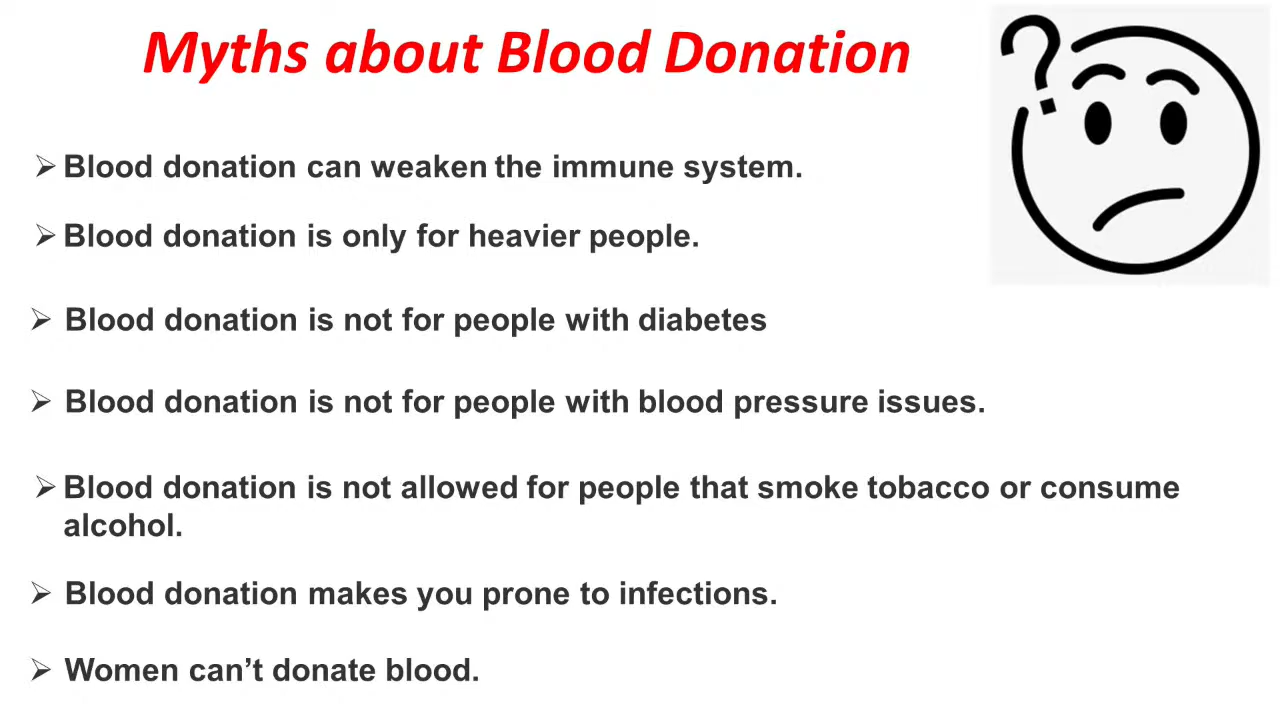 Myths about Blood Donation
➢ Blood donation can weaken the immune system.
➢ Blood donation is only for heavier people.
➢ Blood donation is not for people with diabetes
➢ Blood donation is not for people with blood pressure issues.
➢ Blood donation is not allowed for people that smoke tobacco or consume
alcohol.
➢ Blood donation makes you prone to infections.
➢ Women can’t donate blood.
?